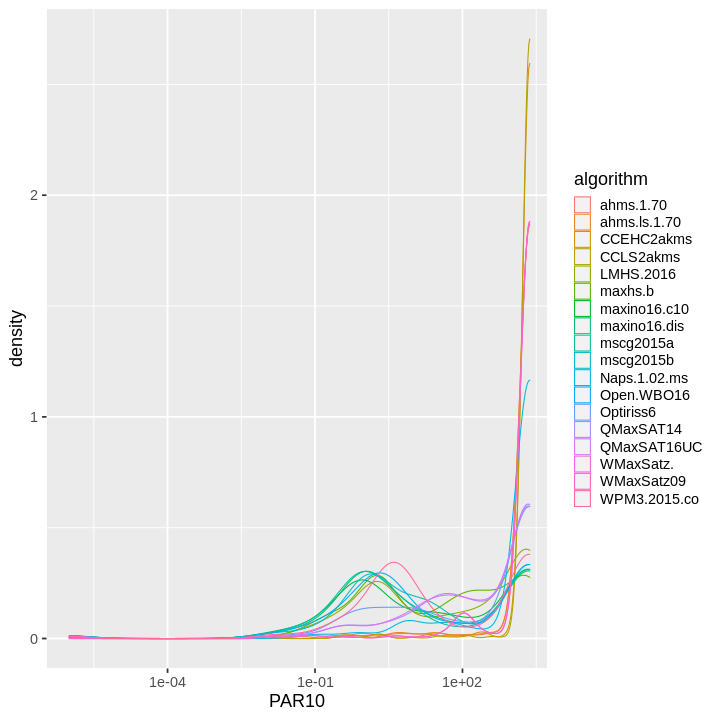 algorithm
ahms.1.70
ahms.ls.1.70
CCEHC2akms
CCLS2akms
LMHS.2016
maxhs.b
maxino16.c10
maxino16.dis
mscg2015a
mscg2015b
Naps.1.02.ms
Open.WBO16
Optiriss6
QMaxSAT14
QMaxSAT16UC
WMaxSatz.
WMaxSatz09
WPM3.2015.co
density
2
1
0
1e-04
1e-01
1e+02
PAR10